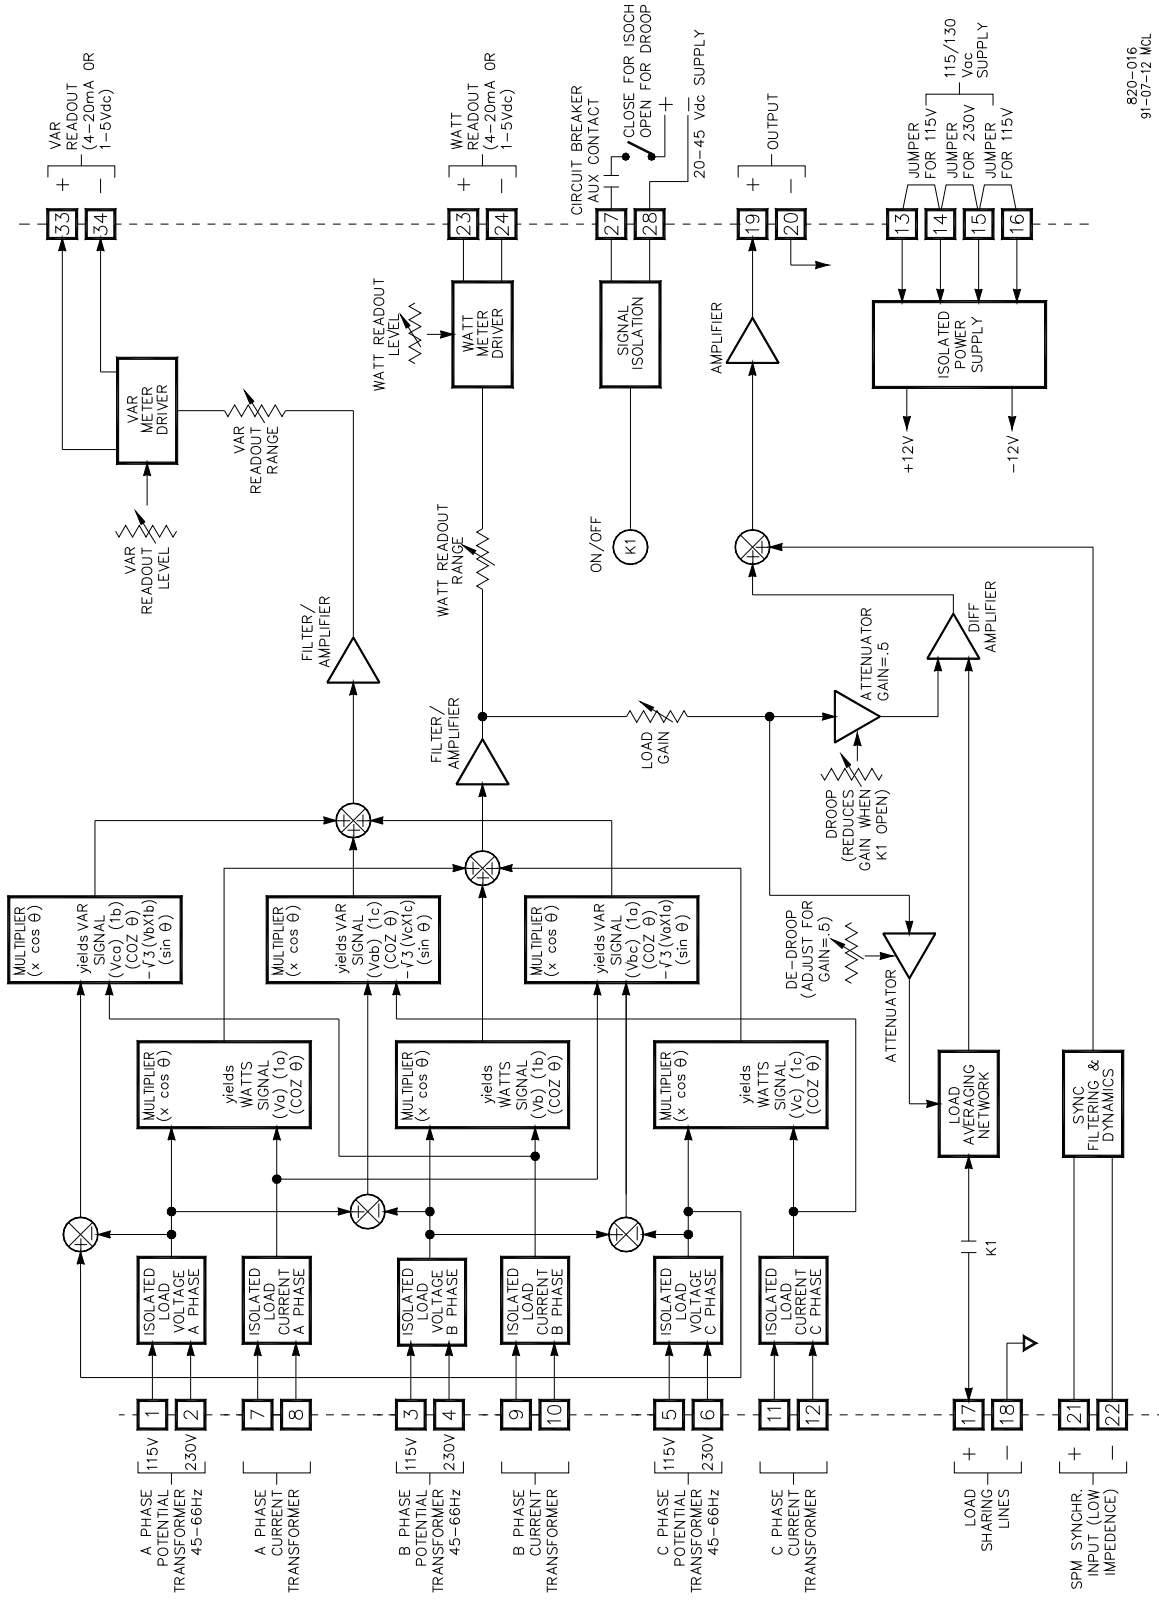 A PHASE
POTENTIAL
TRANSFORMER
45-66Hz
115V
230V
1
2
A PHASE
CURRENT
TRANSFORMER
7
8
B PHASE
POTENTIAL
TRANSFORMER
45-66Hz
115V
230V
3
4
B PHASE
CURRENT
TRANSFORMER
9
10
C PHASE
POTENTIAL
TRANSFORMER
45-66Hz
115V
230V
5
6
C PHASE
CURRENT
TRANSFORMER
11
12
LOAD
SHARING
LINES
+
−
17
18
SPM SYNCHR.
INPUT (LOW
IMPEDENCE)
+
−
21
22
ISOLATED
LOAD
VOLTAGE
A PHASE
ISOLATED
LOAD
CURRENT
A PHASE
ISOLATED
LOAD
VOLTAGE
B PHASE
ISOLATED
LOAD
CURRENT
B PHASE
ISOLATED
LOAD
VOLTAGE
C PHASE
ISOLATED
LOAD
CURRENT
C PHASE
K1
MULTIPLIER
(x cos θ)
yields
WATTS
SIGNAL
(Va) (1a)
(COZ θ)
MULTIPLIER
(x cos θ)
yields
WATTS
SIGNAL
(Vb) (1b)
(COZ θ)
MULTIPLIER
(x cos θ)
yields
WATTS
SIGNAL
(Vc) (1c)
(COZ θ)
LOAD
AVERAGING
NETWORK
SYNC
FILTERING &
DYNAMICS
MULTIPLIER
(x cos θ)
yields VAR
SIGNAL
(Vca) (1b)
(COZ θ)
−√3(VbX1b)
(sin θ)
MULTIPLIER
(x cos θ)
yields VAR
SIGNAL
(Vab) (1c)
(COZ θ)
−√3(VcX1c)
(sin θ)
MULTIPLIER
(x cos θ)
yields VAR
SIGNAL
(Vbc) (1a)
(COZ θ)
−√3(VaX1a)
(sin θ)
DE-DROOP
(ADJUST FOR
GAIN=.5)
ATTENUATOR
FILTER/
AMPLIFIER
FILTER/
AMPLIFIER
LOAD
GAIN
DROOP
(REDUCES
GAIN WHEN
K1 OPEN)
ATTENUATOR
GAIN=.5
DIFF
AMPLIFIER
VAR
READOUT
LEVEL
VAR
METER
DRIVER
VAR
READOUT
RANGE
WATT READOUT
RANGE
WATT READOUT
LEVEL
WATT
METER
DRIVER
ON/OFF
K1
SIGNAL
ISOLATION
AMPLIFIER
+12V
-12V
ISOLATED
POWER
SUPPLY
33
34
+
−
VAR
READOUT
(4-20mA OR
1-5Vdc)
23
24
+
−
WATT
READOUT
(4-20mA OR
1-5Vdc)
27
28
CIRCUIT BREAKER
AUX CONTACT
CLOSE FOR ISOCH
OPEN FOR DROOP
+
−
20-45 Vdc SUPPLY
19
20
+
−
OUTPUT
13
14
15
16
JUMPER
FOR 115V
JUMPER
FOR 230V
JUMPER
FOR 115V
115/130
Vac
SUPPLY
820-016
91-07-12 MCL